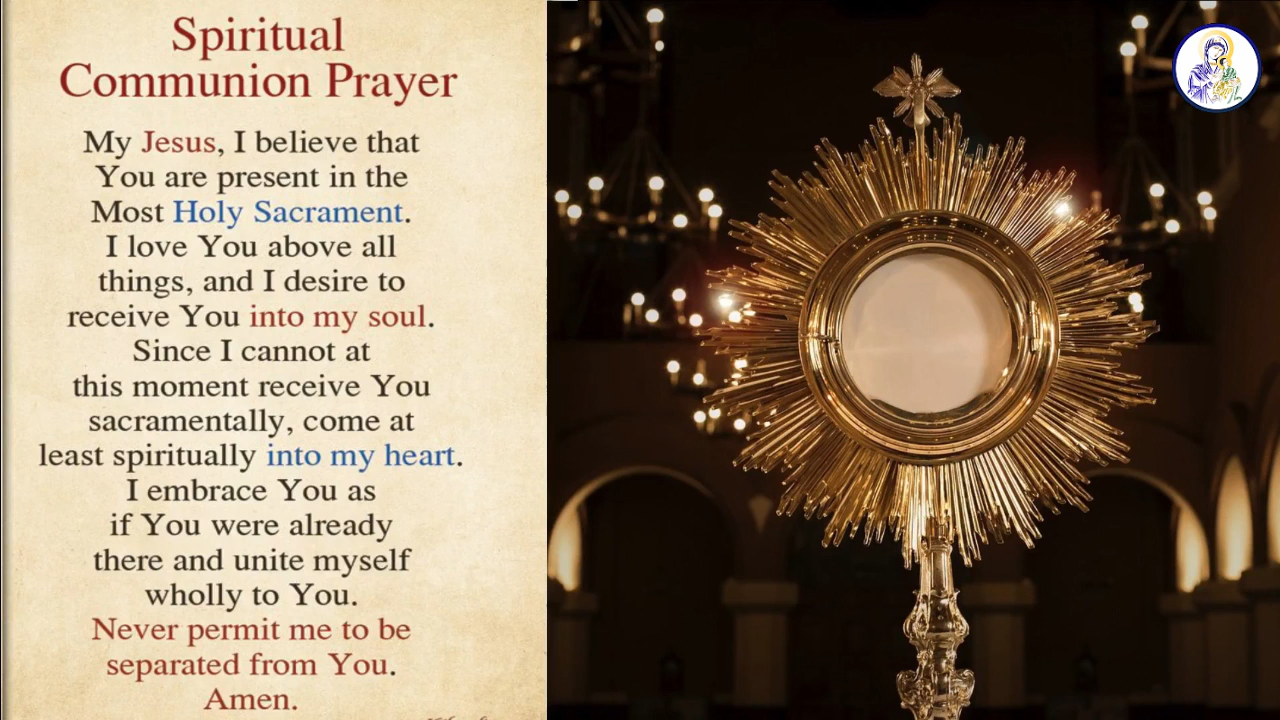 Spiritual
Communion Prayer
My Jesus, I believe that
You are present in the
Most Holy Sacrament.
I love You above all
things, and I desire to
receive You into my soul.
Since I cannot at
this moment receive You
sacramentally, come at
least spiritually into my heart.
I embrace You as
if You were already
there and unite myself
wholly to You.
Never permit me to be
separated from You.
Amen.